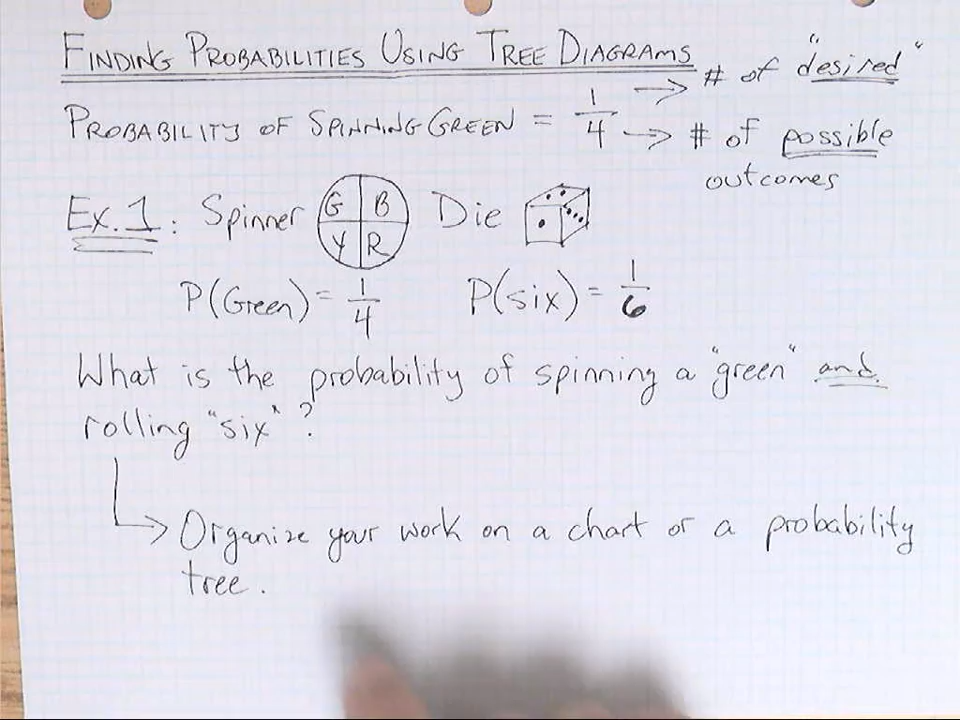 FINDING PROBABILITIES USING TREE DIAGRAMS
PROBABILITY OF SPINNING GREEN = 1/4 → # of "desired"
→ # of possible
outcomes
Ex.1: Spinner G B Y R Die
P(Green) = 1/4 P(six) = 1/6
What is the probability of spinning a "green" and
rolling "six"?
→ Organize your work on a chart or a probability
tree.